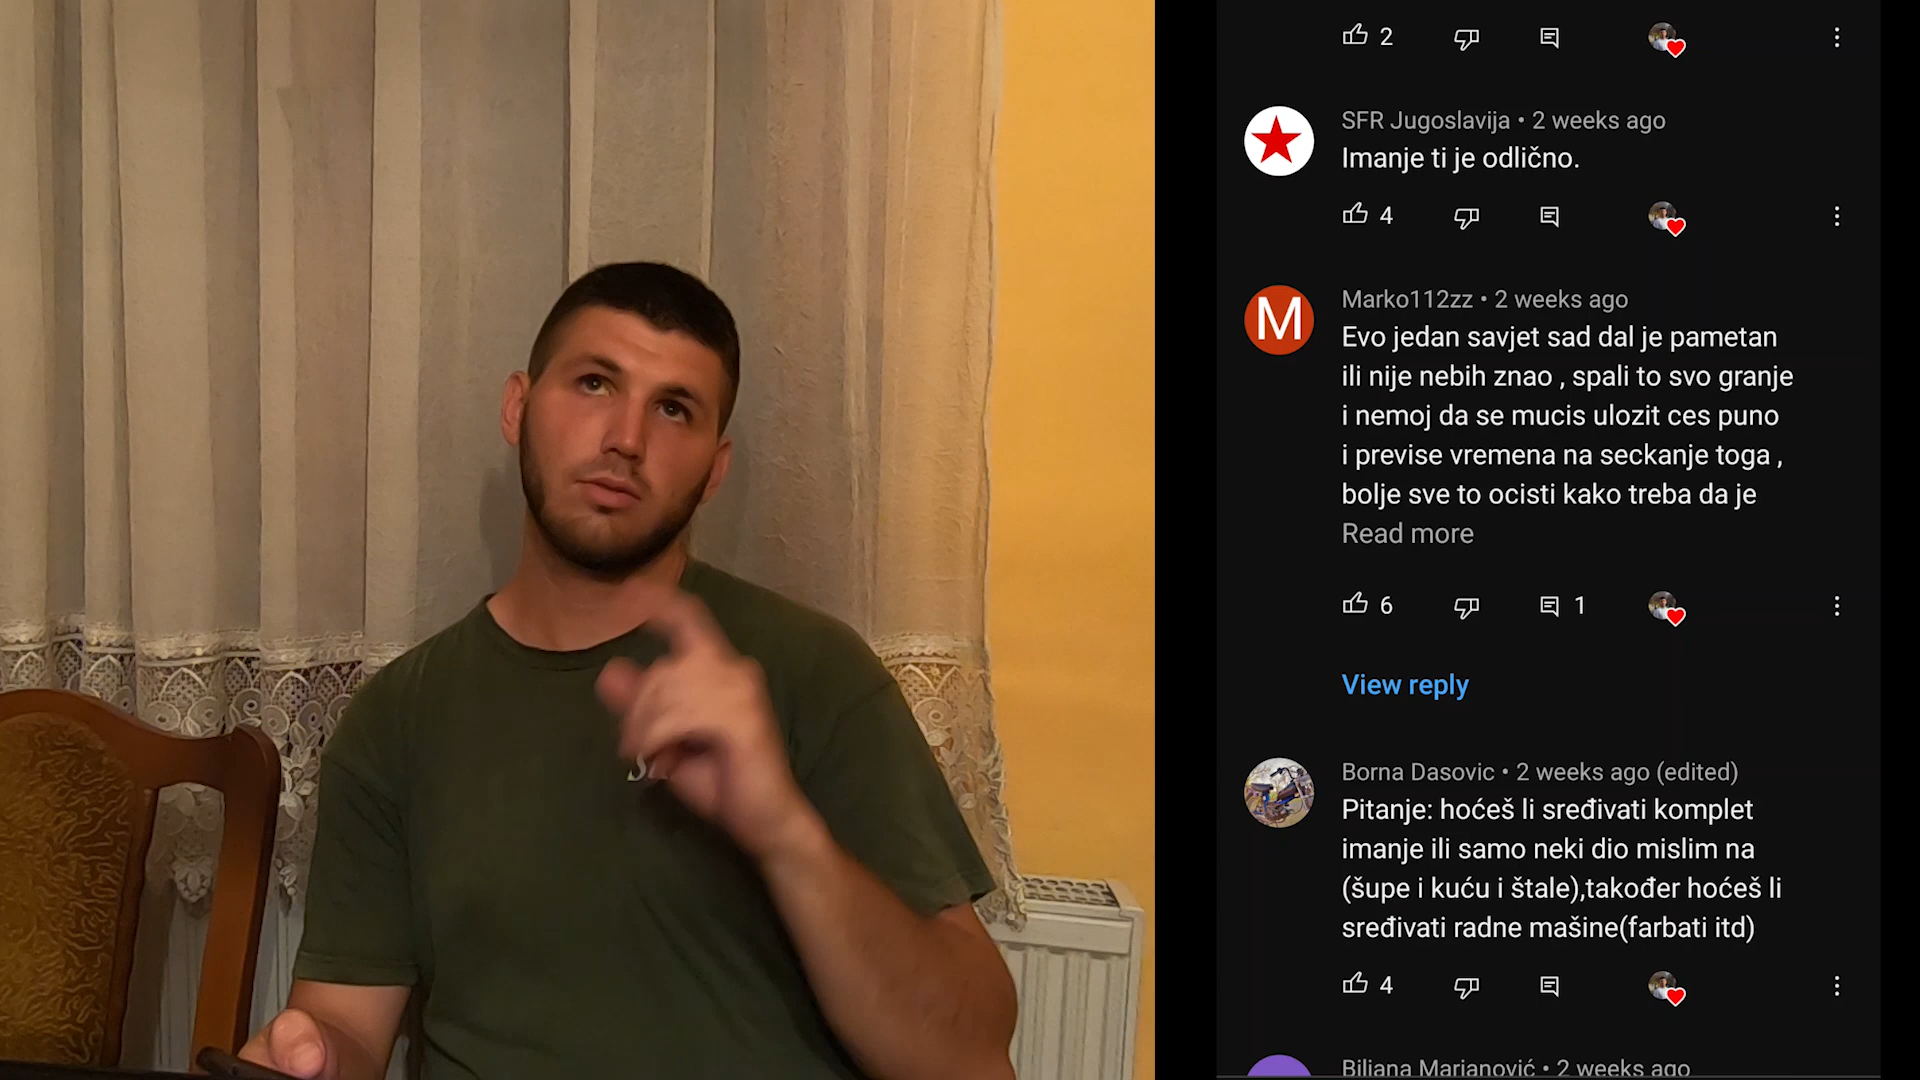 2
SFR Jugoslavija • 2 weeks ago
Imanje ti je odlično.
4
M
Marko112zz • 2 weeks ago
Evo jedan savjet sad dal je pametan
ili nije nebih znao , spali to svo granje
i nemoj da se mucis ulozit ces puno
i previse vremena na seckanje toga ,
bolje sve to ocisti kako treba da je
Read more
6
1
View reply
Borna Dasovic • 2 weeks ago (edited)
Pitanje: hoćeš li sređivati komplet
imanje ili samo neki dio mislim na
(šupe i kuću i štale),također hoćeš li
sređivati radne mašine(farbati itd)
4
Biljana Marjanović • 2 weeks ago